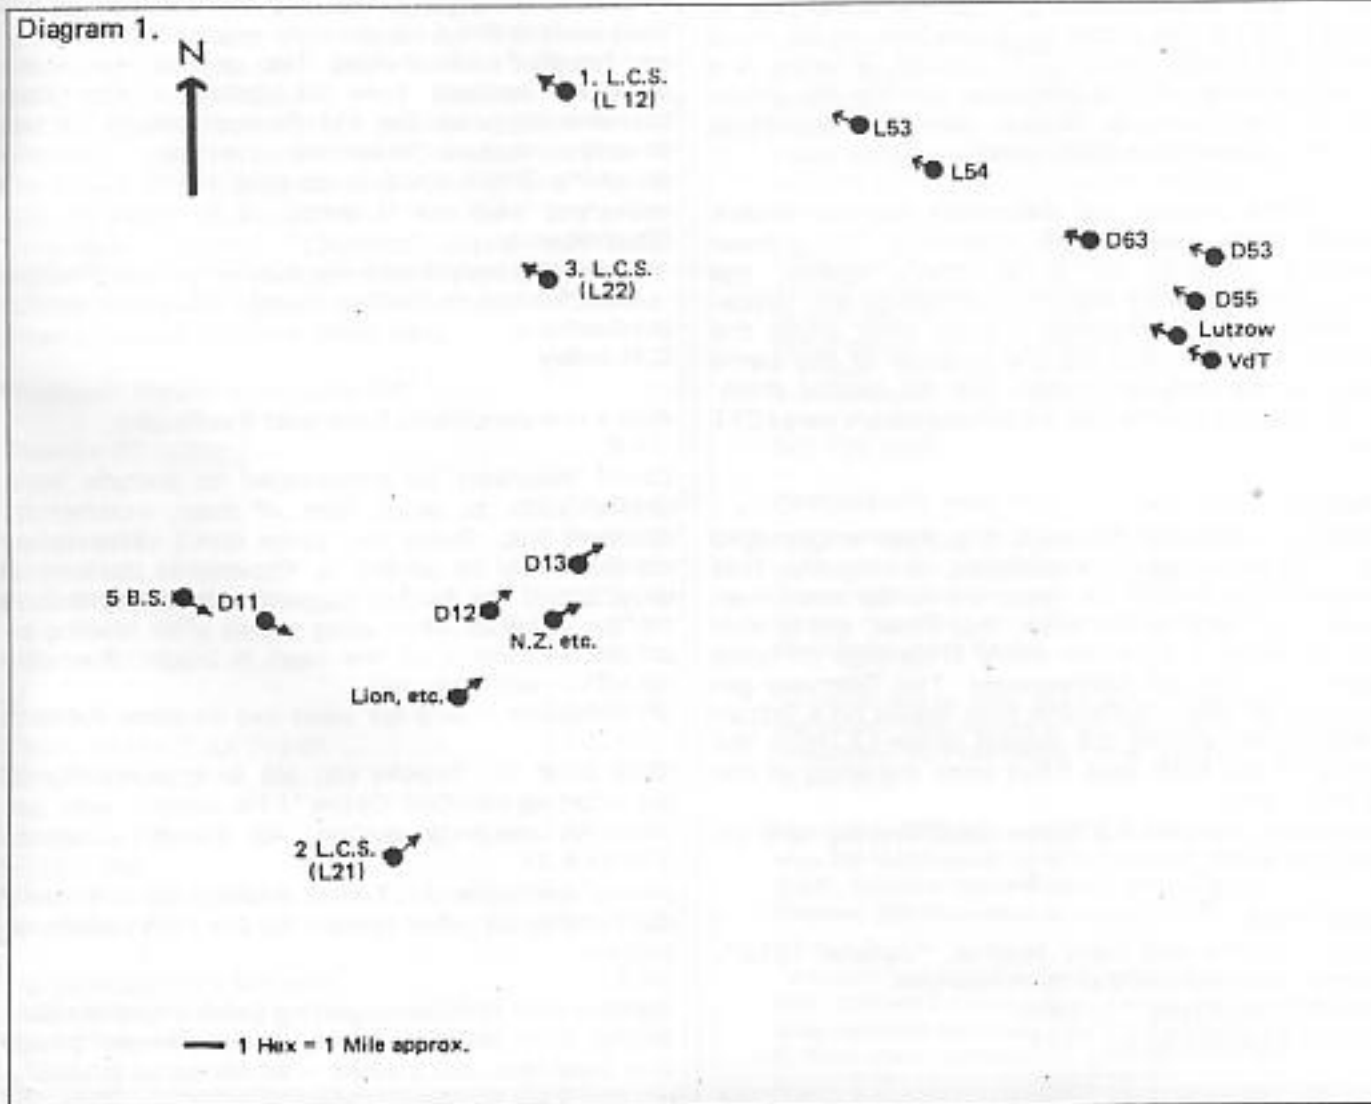 Diagram 1.
N
1. L.C.S.
(L 12)
L53
L54
D63
D53
D55
Lutzow
VdT
3. L.C.S.
(L22)
D13
5 B.S.
D11
D12
N.Z. etc.
Lion, etc.
2 L.C.S.
(L21)
1 Hex = 1 Mile approx.